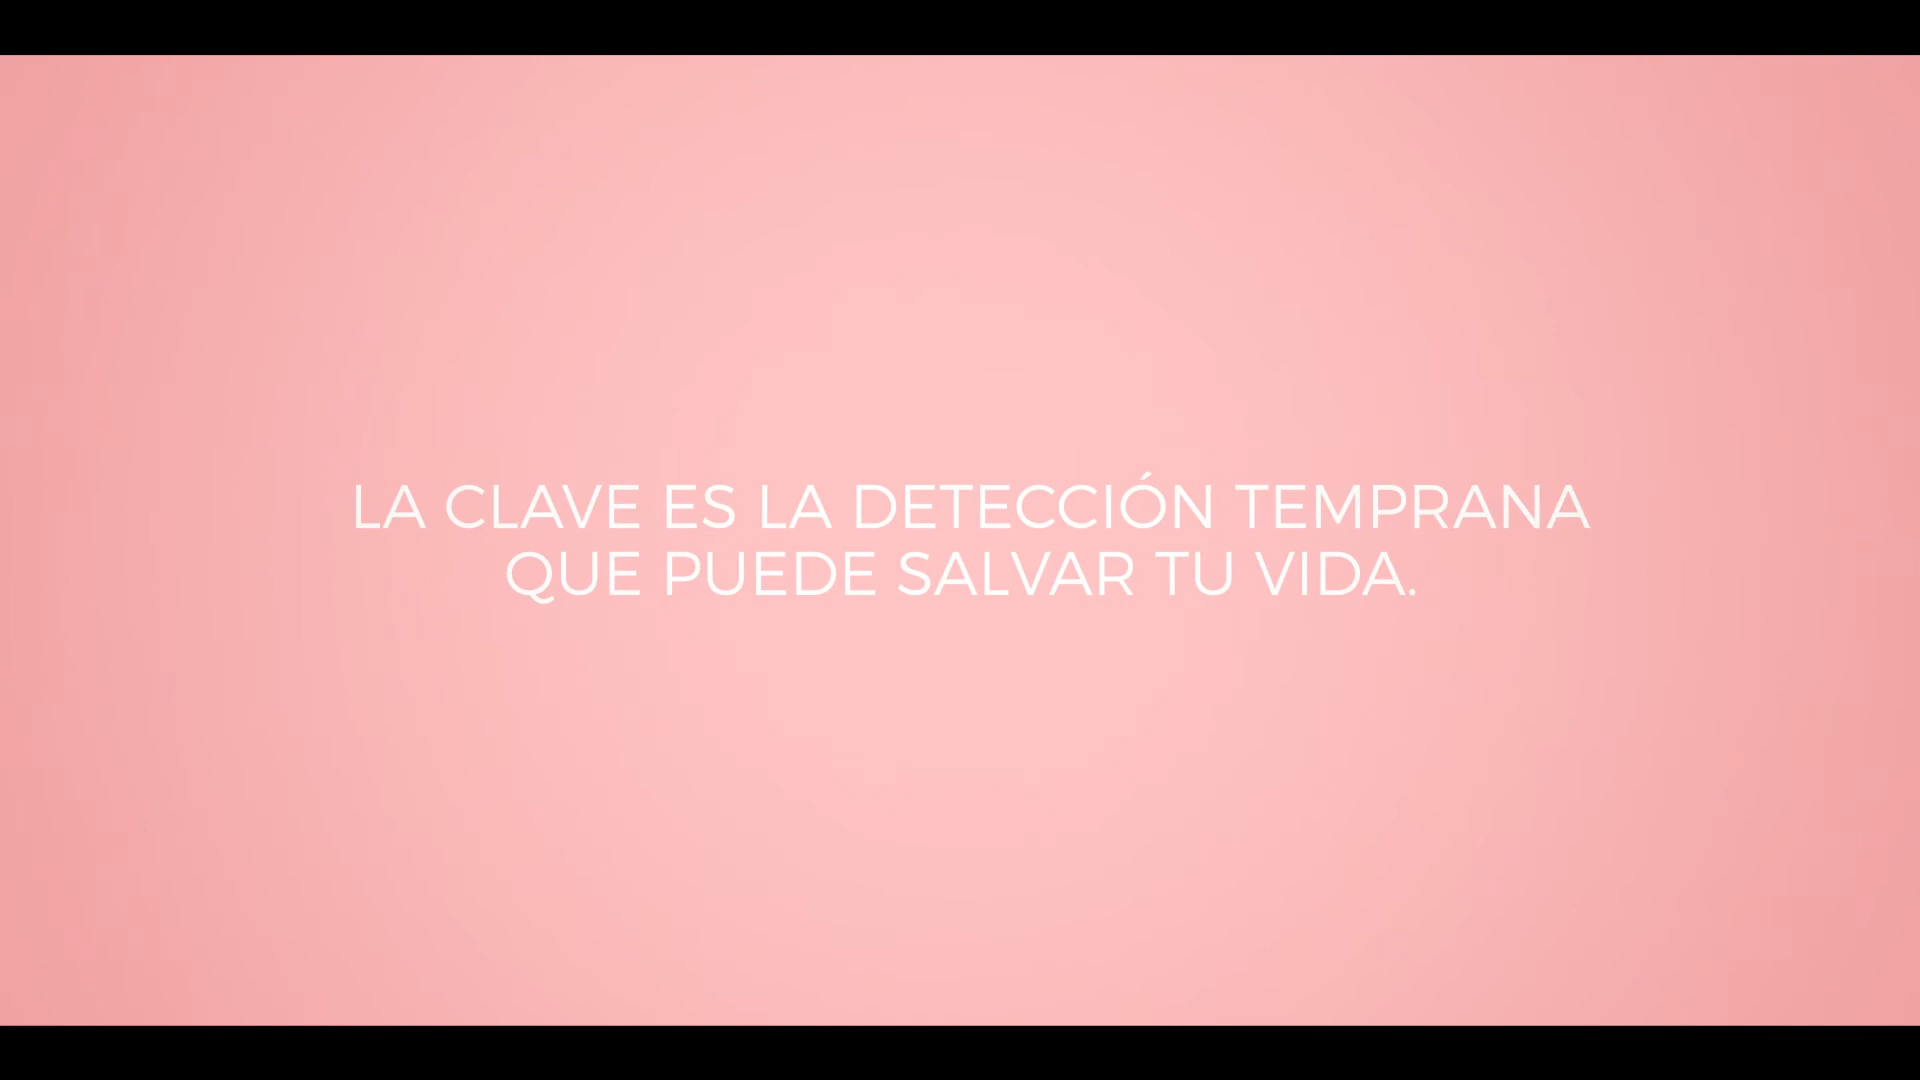 LA CLAVE ES LA DETECCIÓN TEMPRANA
QUE PUEDE SALVAR TU VIDA.